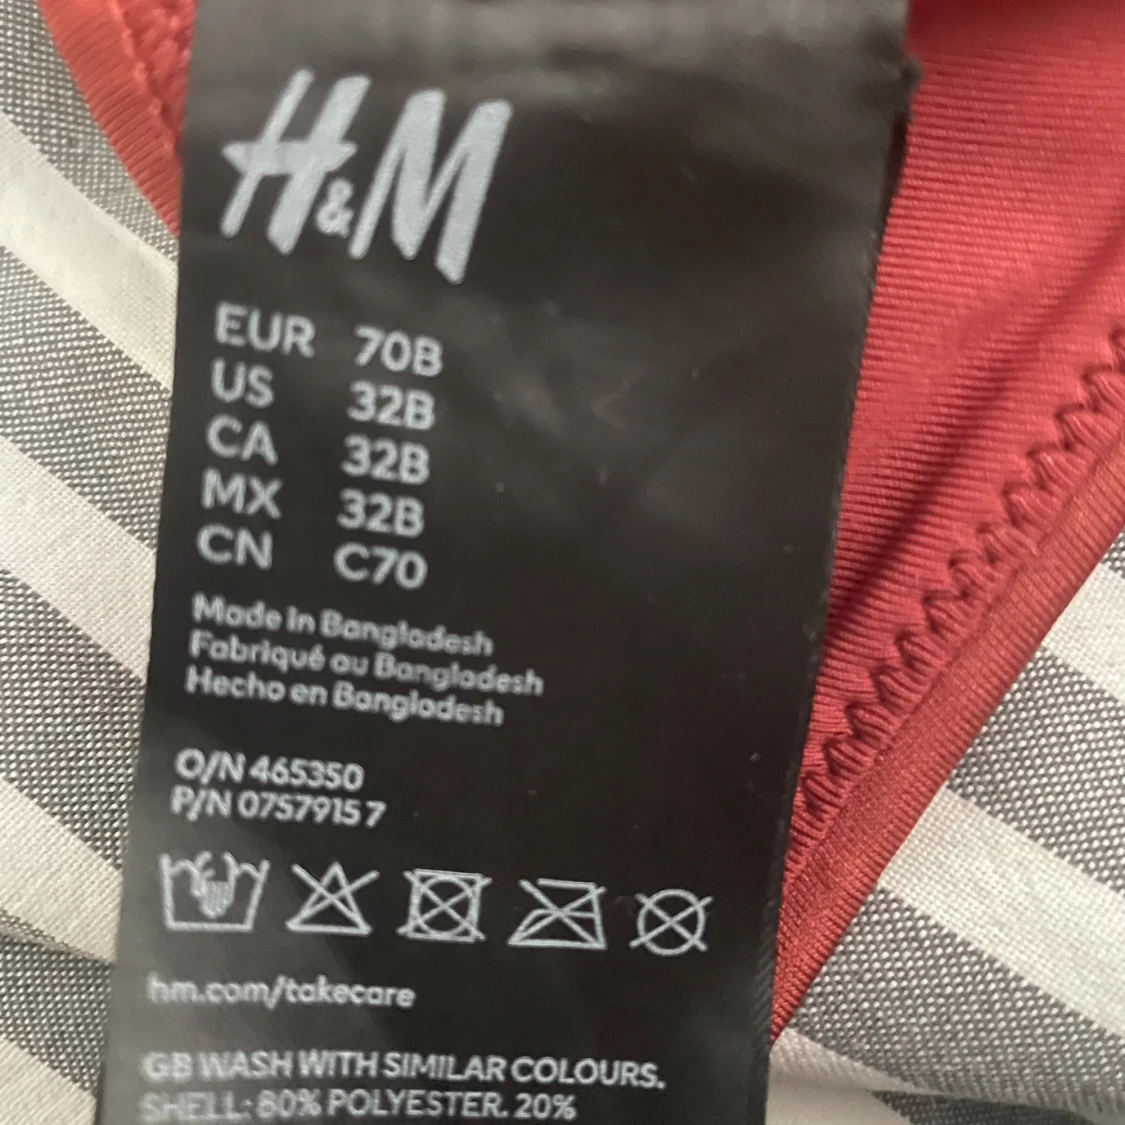 H&M
EUR 70B
US 32B
CA 32B
MX 32B
CN C70
Made in Bangladesh
Fabriqué au Bangladesh
Hecho en Bangladesh
O/N 465350
P/N 07579157
hm.com/takecare
GB WASH WITH SIMILAR COLOURS.
SHELL: 80% POLYESTER. 20%